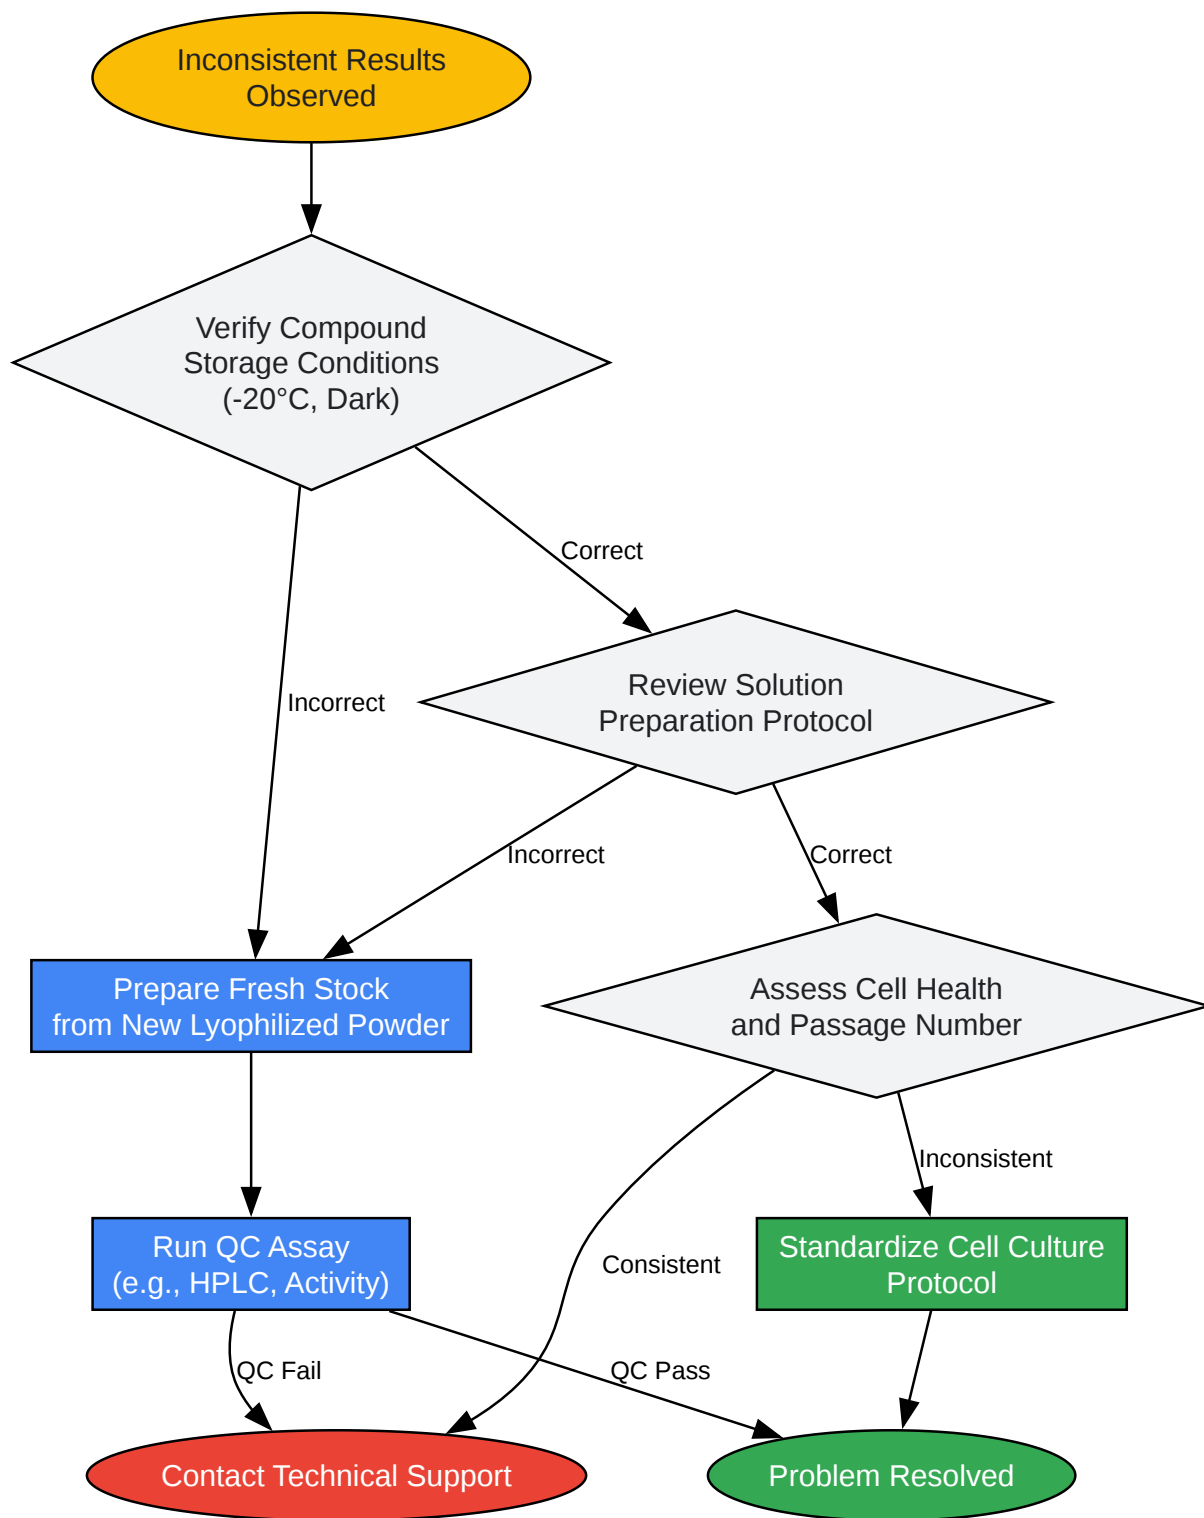 Inconsistent Results
Observed
Verify Compound
Storage Conditions
(-20°C, Dark)
Correct
Incorrect
Review Solution
Preparation Protocol
Incorrect
Correct
Prepare Fresh Stock
from New Lyophilized Powder
Assess Cell Health
and Passage Number
Inconsistent
Run QC Assay
(e.g., HPLC, Activity)
Consistent
Standardize Cell Culture
Protocol
QC Fail
QC Pass
Contact Technical Support
Problem Resolved